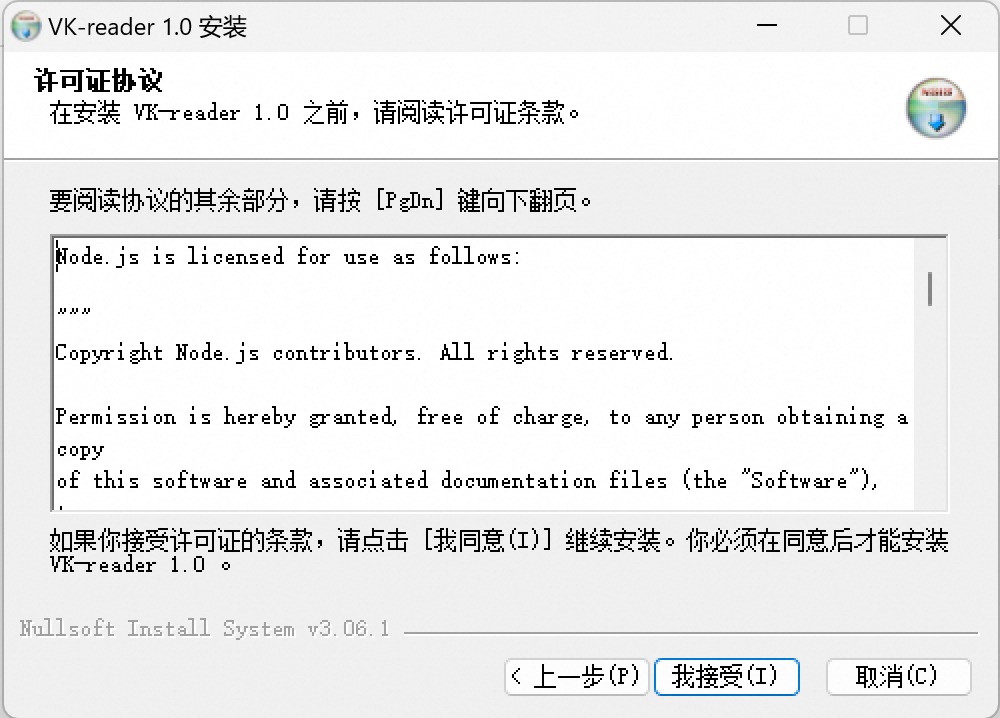 VK-reader 1.0 安装
许可证协议
在安装 VK-reader 1.0 之前，请阅读许可证条款。
要阅读协议的其余部分，请按 [PgDn] 键向下翻页。
Node.js is licensed for use as follows:
"""
Copyright Node.js contributors. All rights reserved.
Permission is hereby granted, free of charge, to any person obtaining a
copy
of this software and associated documentation files (the "Software"),
如果你接受许可证的条款，请点击 [我同意(I)] 继续安装。你必须在同意后才能安装
VK-reader 1.0 。
Nullsoft Install System v3.06.1
< 上一步(P) 我接受(I) 取消(C)